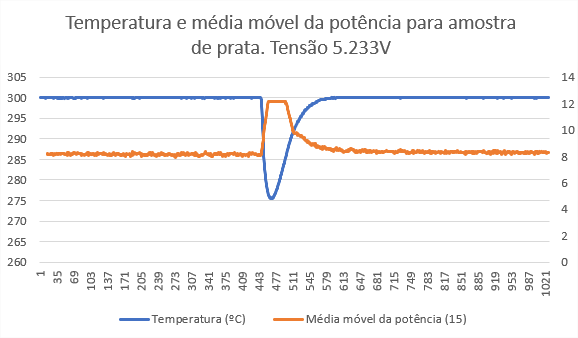 Temperatura e média móvel da potência para amostra
de prata. Tensão 5.233V
305 14
300 12
295
290 10
285 8
280 6
275
270 4
265 2
260 0
1 35 69 103 137 171 205 239 273 307 341 375 409 443 477 511 545 579 613 647 681 715 749 783 817 851 885 919 953 987 1021
Temperatura (ºC) Média móvel da potência (15)